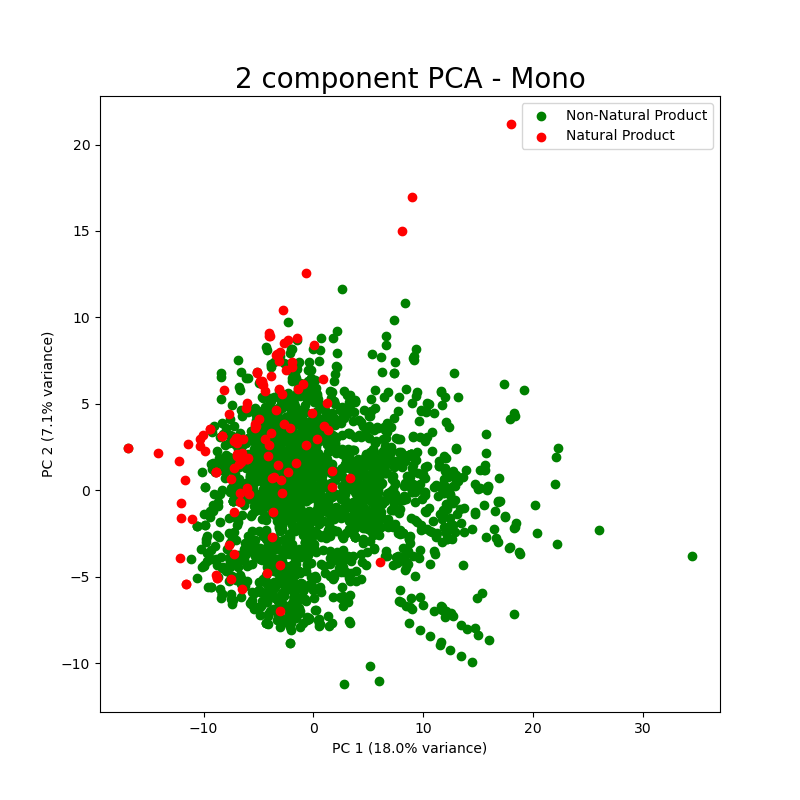 2 component PCA - Mono
Non-Natural Product
Natural Product
20
15
10
5
0
−5
−10
PC 2 (7.1% variance)
−10
0
10
20
30
PC 1 (18.0% variance)